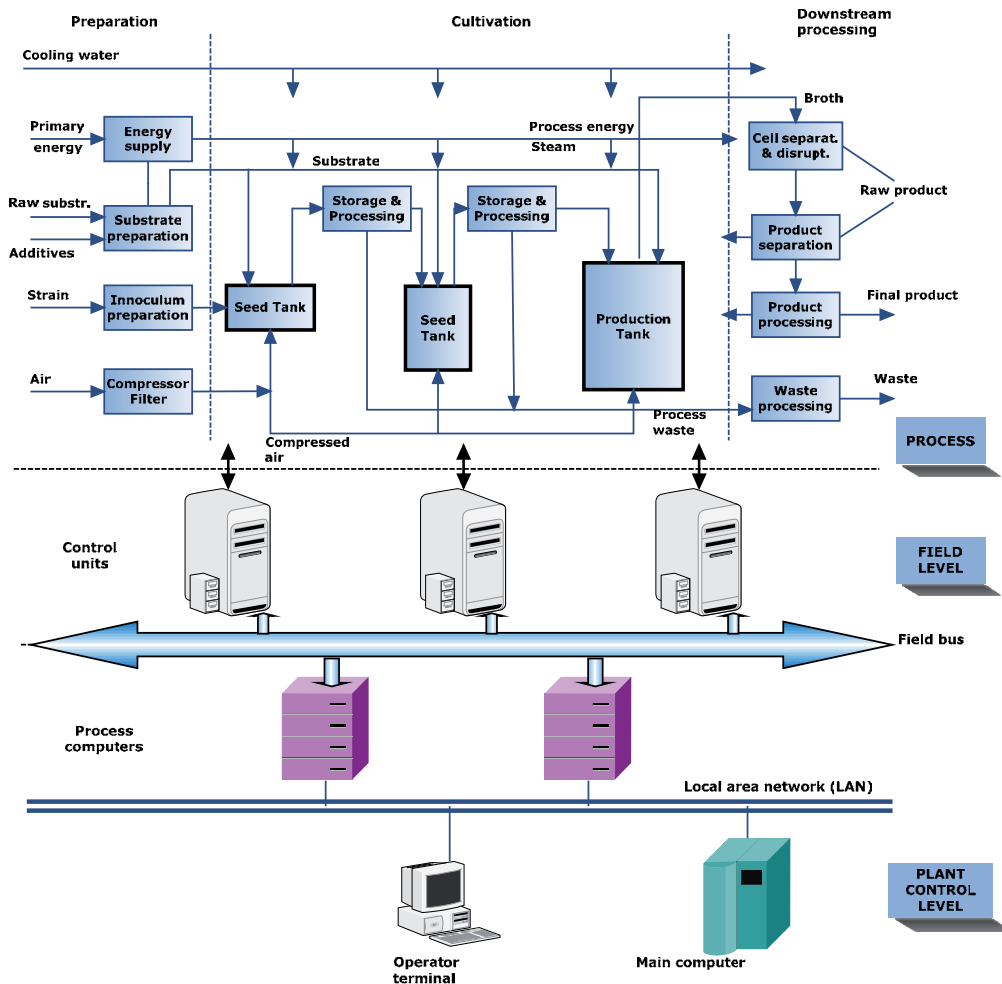 Preparation
Cultivation
Downstream
processing
Cooling water
Broth
Primary
energy
Energy
supply
Process energy
Steam
Cell separat.
& disrupt.
Substrate
Raw substr.
Additives
Substrate
preparation
Storage &
Processing
Storage &
Processing
Raw product
Product
separation
Strain
Innoculum
preparation
Seed Tank
Seed
Tank
Production
Tank
Product
processing
Final product
Air
Compressor
Filter
Compressed
air
Process
waste
Waste
processing
Waste
PROCESS
Control
units
FIELD
LEVEL
Field bus
Process
computers
Local area network (LAN)
PLANT
CONTROL
LEVEL
Operator
terminal
Main computer